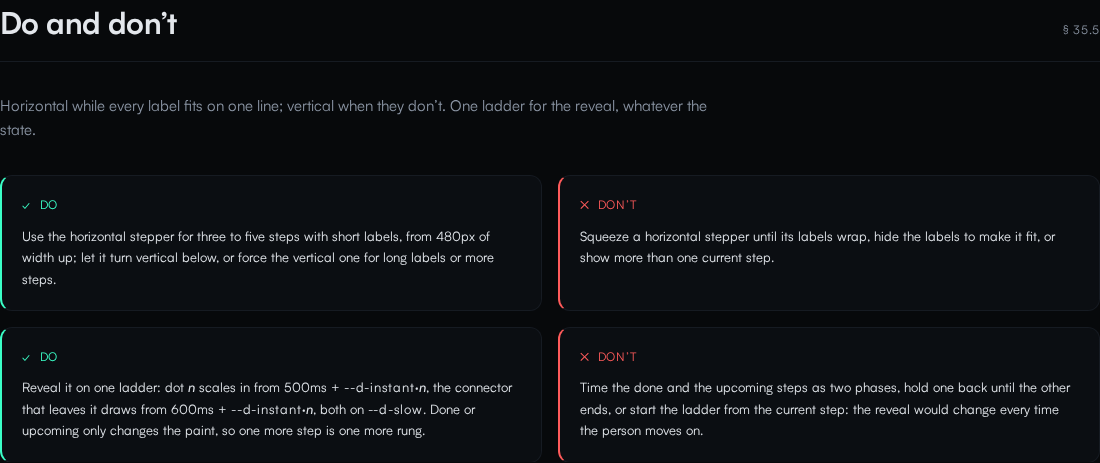 Do and don’t
§ 35.5
Horizontal while every label fits on one line; vertical when they don’t. One ladder for the reveal, whatever the
state.
✓ DO
Use the horizontal stepper for three to five steps with short labels, from 480px of
width up; let it turn vertical below, or force the vertical one for long labels or more
steps.
✕ DON’T
Squeeze a horizontal stepper until its labels wrap, hide the labels to make it fit, or
show more than one current step.
✓ DO
Reveal it on one ladder: dot n scales in from 500ms + --d-instant·n, the connector
that leaves it draws from 600ms + --d-instant·n, both on --d-slow. Done or
upcoming only changes the paint, so one more step is one more rung.
✕ DON’T
Time the done and the upcoming steps as two phases, hold one back until the other
ends, or start the ladder from the current step: the reveal would change every time
the person moves on.